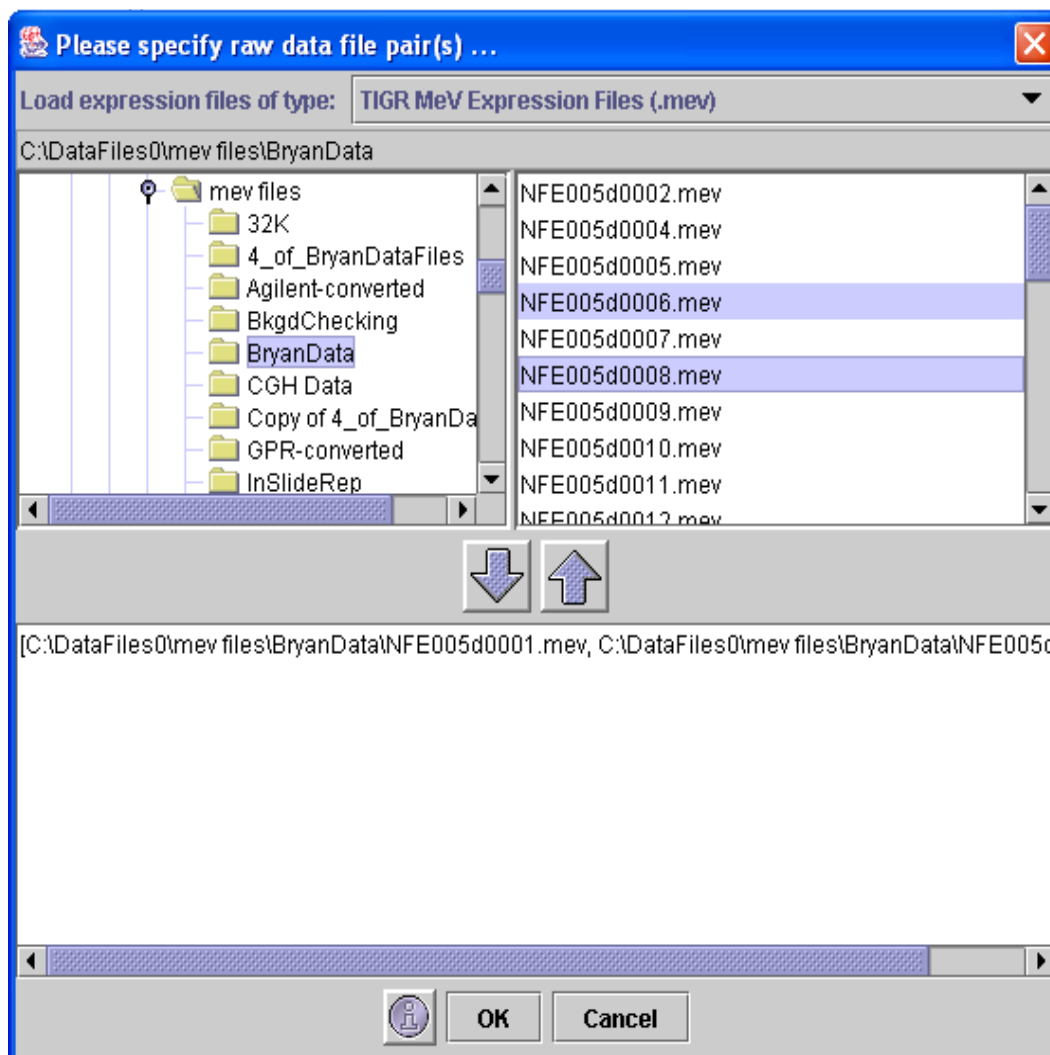 Please specify raw data file pair(s) ...
Load expression files of type: TIGR MeV Expression Files (.mev)
C:\DataFiles0\mev files\BryanData
mev files
32K
4_of_BryanDataFiles
Agilent-converted
BkgdChecking
BryanData
CGH Data
Copy of 4_of_BryanDa
GPR-converted
InSlideRep
NFE005d0002.mev
NFE005d0004.mev
NFE005d0005.mev
NFE005d0006.mev
NFE005d0007.mev
NFE005d0008.mev
NFE005d0009.mev
NFE005d0010.mev
NFE005d0011.mev
NFE005d0012.mev
[C:\DataFiles0\mev files\BryanData\NFE005d0001.mev, C:\DataFiles0\mev files\BryanData\NFE005d
OK Cancel